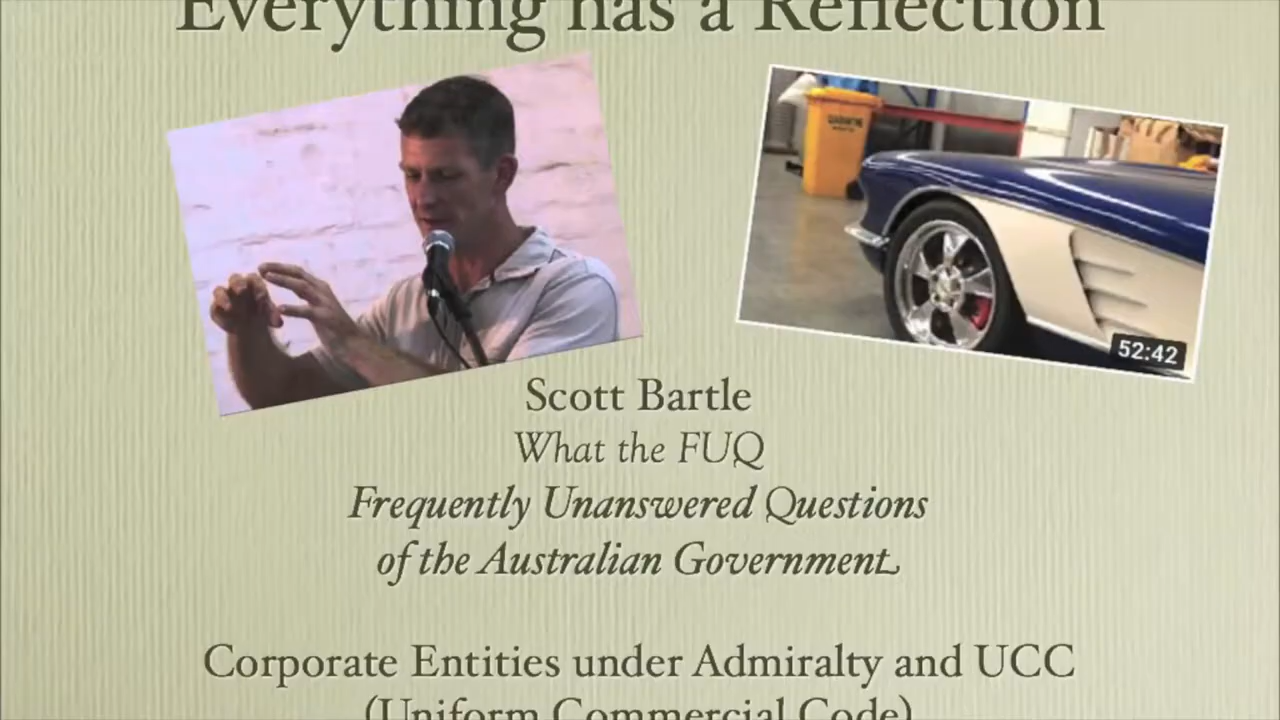 Everything has a Reflection
52:42
Scott Bartle
What the FUQ
Frequently Unanswered Questions
of the Australian Government
Corporate Entities under Admiralty and UCC
(Uniform Commercial Code)